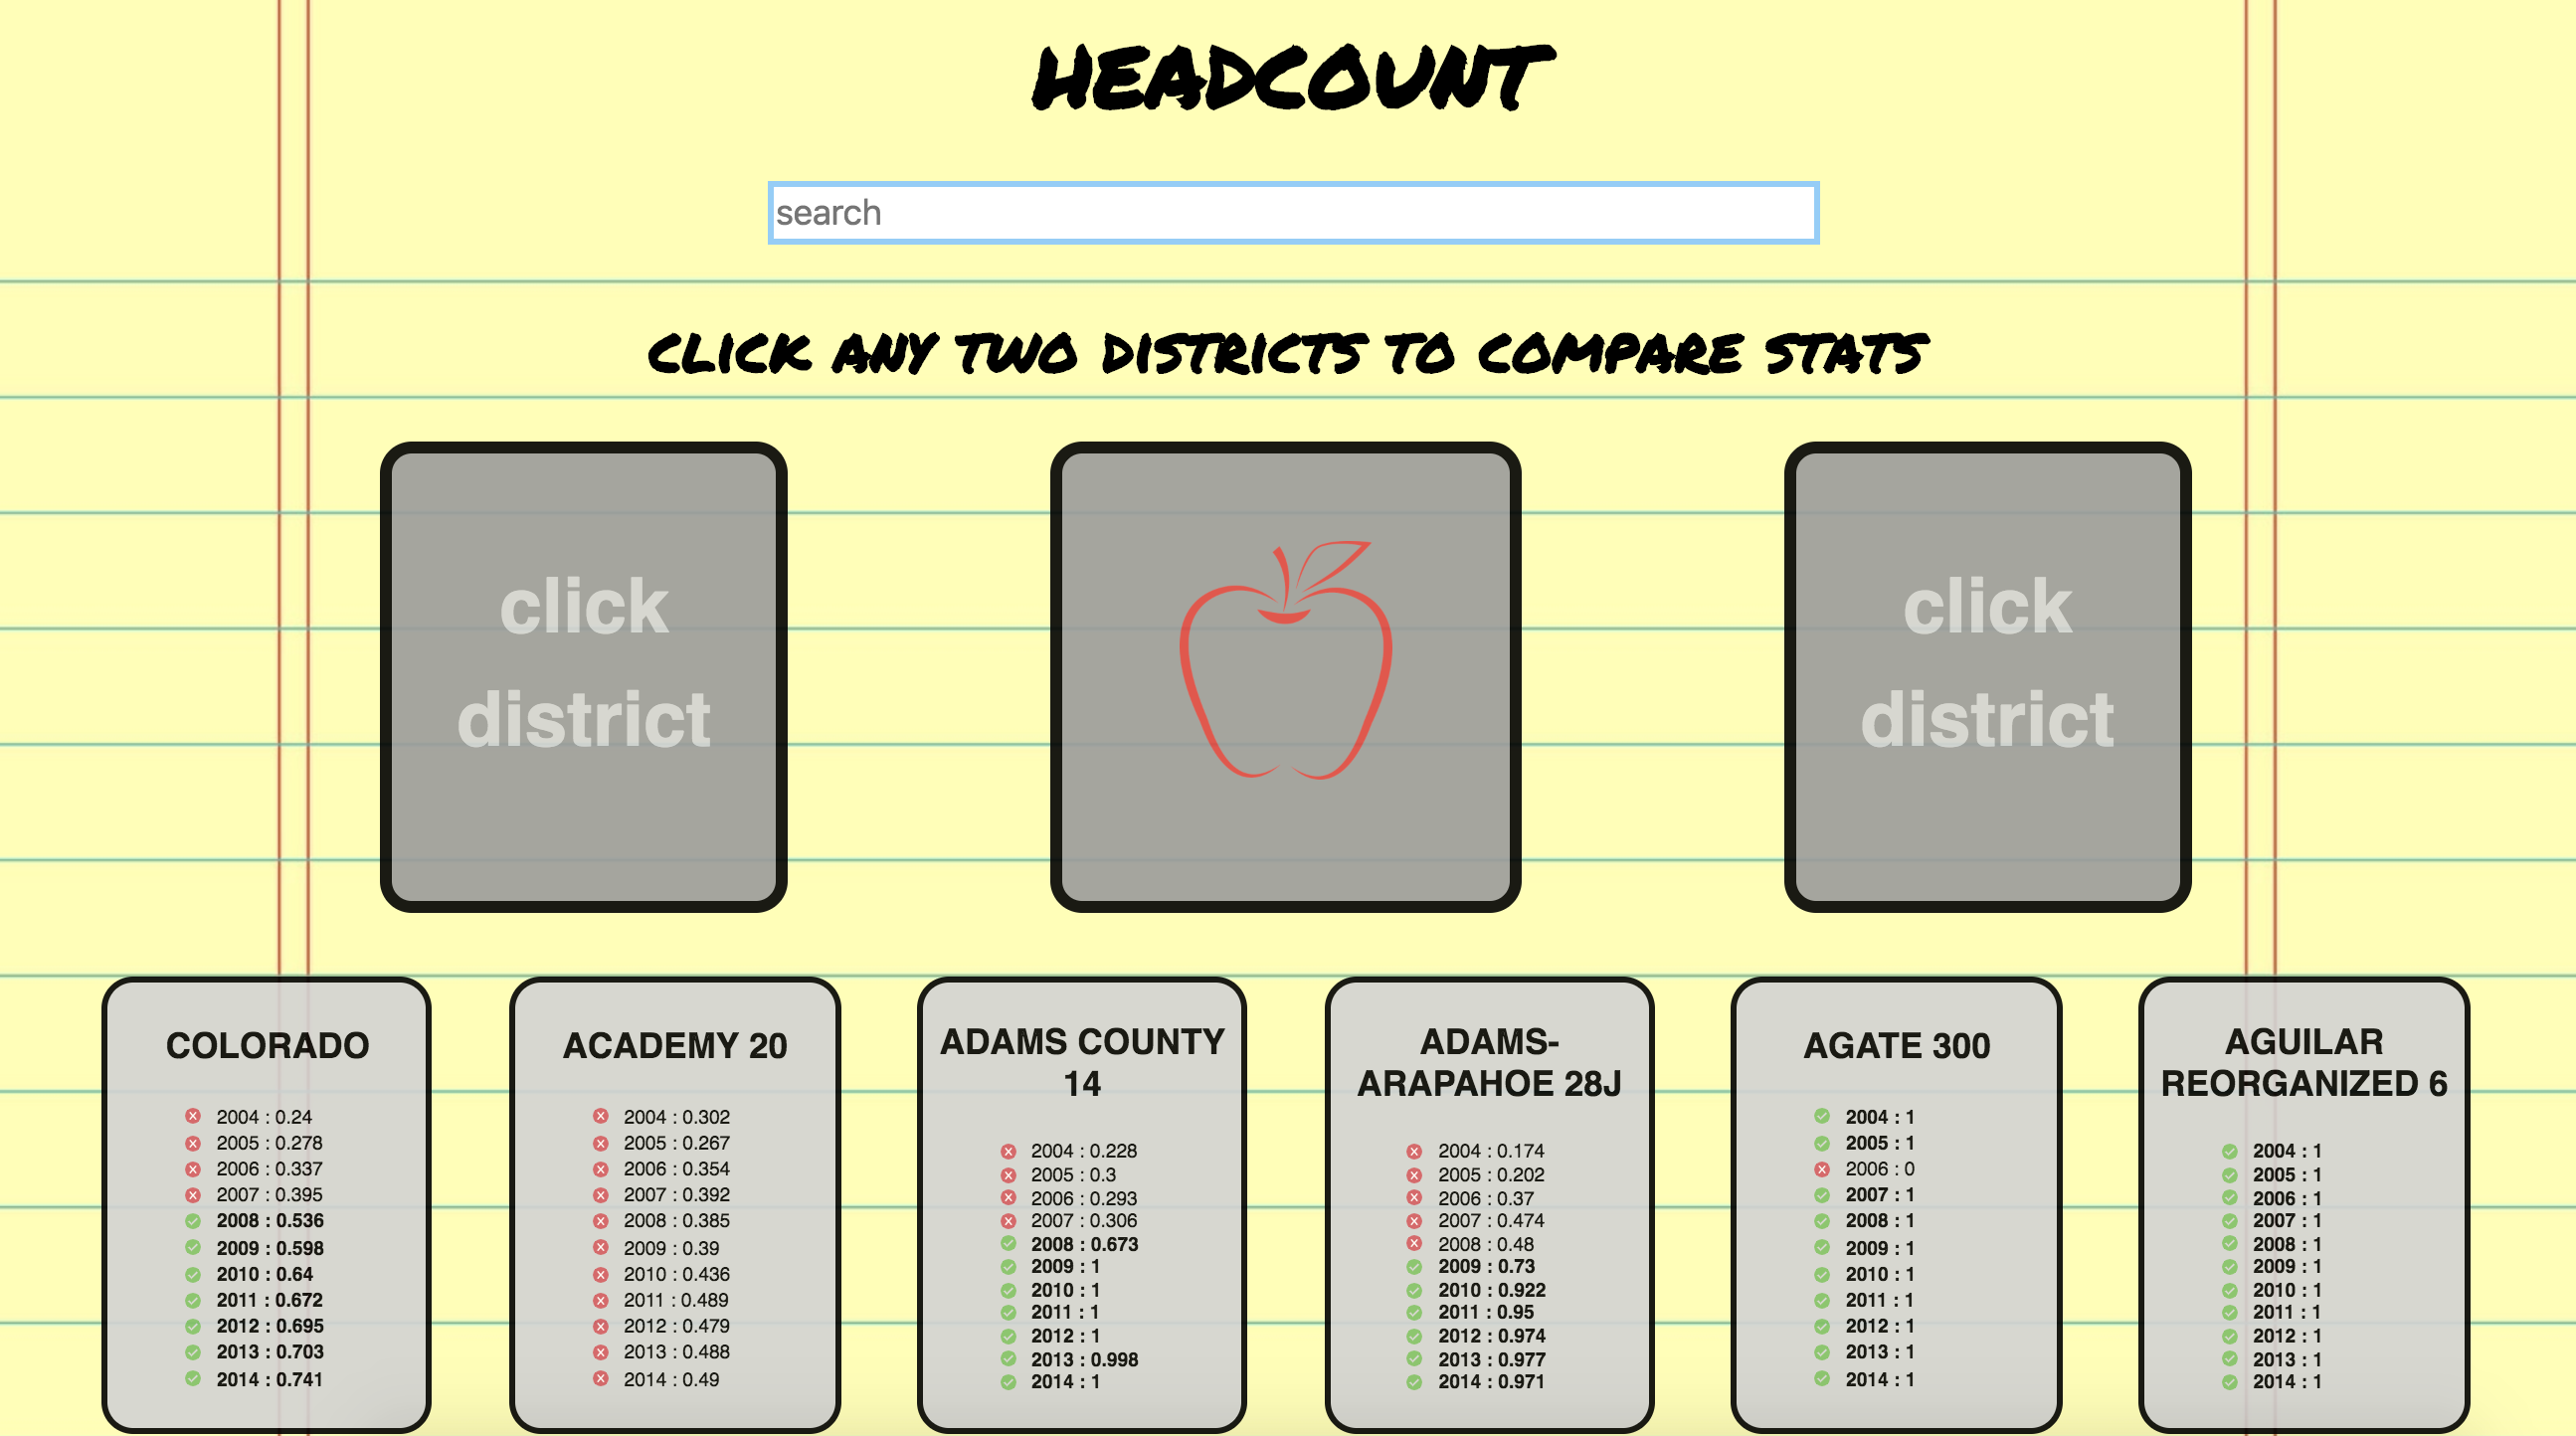 HEADCOUNT
search
CLICK ANY TWO DISTRICTS TO COMPARE STATS
click
district
click
district
COLORADO
2004 : 0.24
2005 : 0.278
2006 : 0.337
2007 : 0.395
2008 : 0.536
2009 : 0.598
2010 : 0.64
2011 : 0.672
2012 : 0.695
2013 : 0.703
2014 : 0.741
ACADEMY 20
2004 : 0.302
2005 : 0.267
2006 : 0.354
2007 : 0.392
2008 : 0.385
2009 : 0.39
2010 : 0.436
2011 : 0.489
2012 : 0.479
2013 : 0.488
2014 : 0.49
ADAMS COUNTY
14
2004 : 0.228
2005 : 0.3
2006 : 0.293
2007 : 0.306
2008 : 0.673
2009 : 1
2010 : 1
2011 : 1
2012 : 1
2013 : 0.998
2014 : 1
ADAMS-
ARAPAHOE 28J
2004 : 0.174
2005 : 0.202
2006 : 0.37
2007 : 0.474
2008 : 0.48
2009 : 0.73
2010 : 0.922
2011 : 0.95
2012 : 0.974
2013 : 0.977
2014 : 0.971
AGATE 300
2004 : 1
2005 : 1
2006 : 0
2007 : 1
2008 : 1
2009 : 1
2010 : 1
2011 : 1
2012 : 1
2013 : 1
2014 : 1
AGUILAR
REORGANIZED 6
2004 : 1
2005 : 1
2006 : 1
2007 : 1
2008 : 1
2009 : 1
2010 : 1
2011 : 1
2012 : 1
2013 : 1
2014 : 1